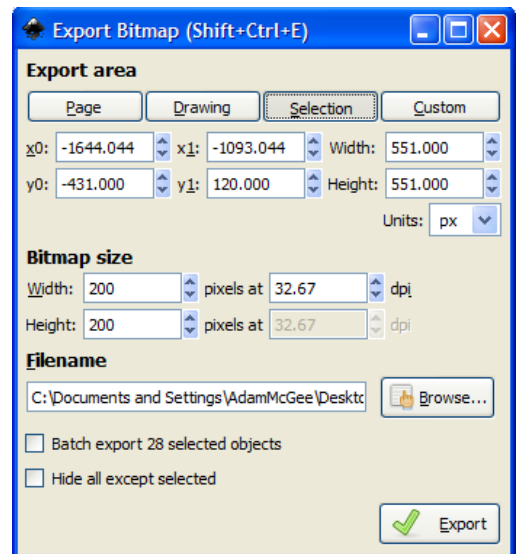 Export Bitmap (Shift+Ctrl+E)
Export area
Page Drawing Selection Custom
x0: -1644.044 x1: -1093.044 Width: 551.000
y0: -431.000 y1: 120.000 Height: 551.000
Units: px
Bitmap size
Width: 200 pixels at 32.67 dpi
Height: 200 pixels at 32.67 dpi
Filename
C:\Documents and Settings\AdamMcGee\Deskto Browse...
Batch export 28 selected objects
Hide all except selected
Export